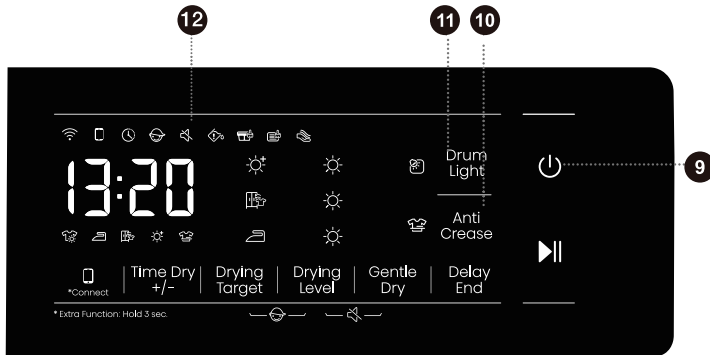 12
11
10
Drum
Light
9
13:20
Anti
Crease
*Connect
Time Dry
+/-
Drying
Target
Drying
Level
Gentle
Dry
Delay
End
* Extra Function: Hold 3 sec.